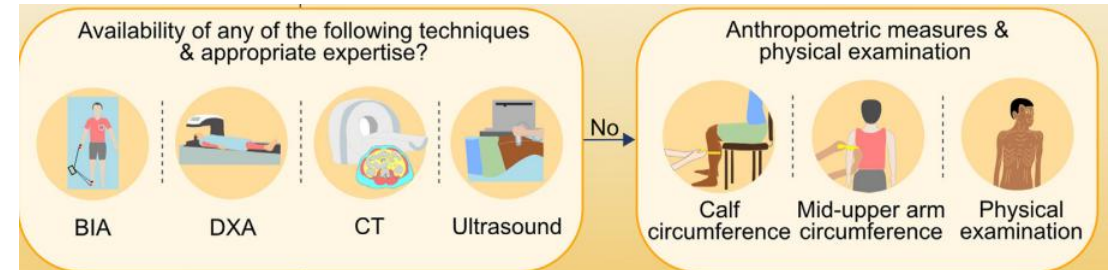 Availability of any of the following techniques
& appropriate expertise?
BIA
DXA
CT
Ultrasound
No
Anthropometric measures &
physical examination
Calf
circumference
Mid-upper arm
circumference
Physical
examination